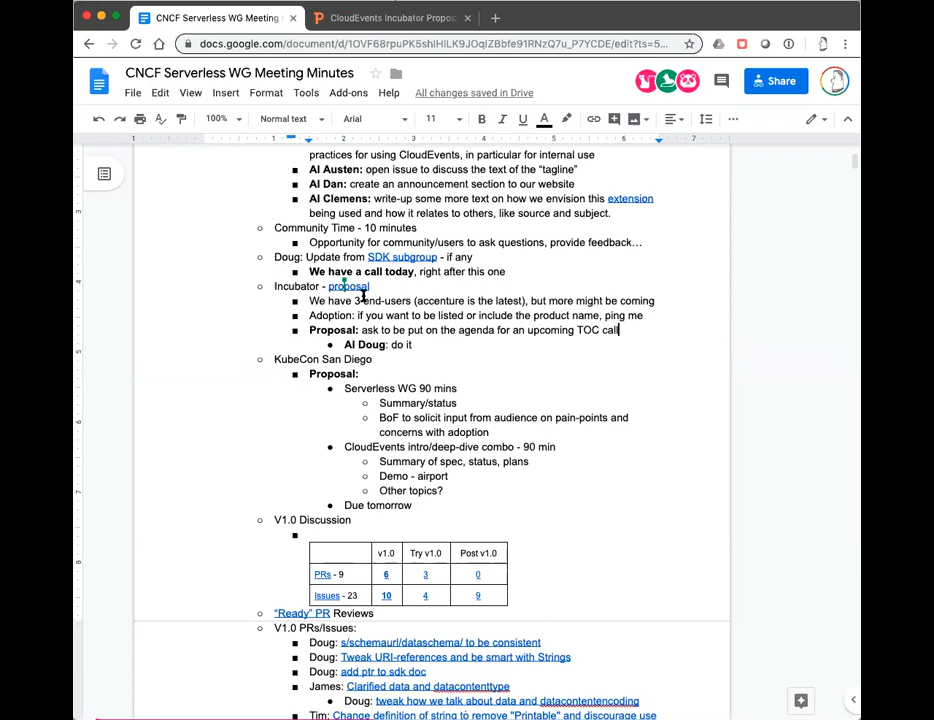 CNCF Serverless WG Meeting
CloudEvents Incubator Propos
docs.google.com/document/d/1OVF68rpuPK5shIHILK9JOqIZBbfe91RNzQ7u_P7YCDE/edit?ts=5...
CNCF Serverless WG Meeting Minutes
File Edit View Insert Format Tools Add-ons Help All changes saved in Drive
Share
100% Normal text Arial 11
practices for using CloudEvents, in particular for internal use
AI Austen: open issue to discuss the text of the “tagline”
AI Dan: create an announcement section to our website
AI Clemens: write-up some more text on how we envision this extension
being used and how it relates to others, like source and subject.
Community Time - 10 minutes
Opportunity for community/users to ask questions, provide feedback…
Doug: Update from SDK subgroup - if any
We have a call today, right after this one
Incubator - proposal
We have 3 end-users (accenture is the latest), but more might be coming
Adoption: if you want to be listed or include the product name, ping me
Proposal: ask to be put on the agenda for an upcoming TOC call
AI Doug: do it
KubeCon San Diego
Proposal:
Serverless WG 90 mins
Summary/status
BoF to solicit input from audience on pain-points and
concerns with adoption
CloudEvents intro/deep-dive combo - 90 min
Summary of spec, status, plans
Demo - airport
Other topics?
Due tomorrow
V1.0 Discussion
v1.0 Try v1.0 Post v1.0
PRs - 9 6 3 0
Issues - 23 10 4 9
“Ready” PR Reviews
V1.0 PRs/Issues:
Doug: s/schemaurl/dataschema/ to be consistent
Doug: Tweak URI-references and be smart with Strings
Doug: add ptr to sdk doc
James: Clarified data and datacontenttype
Doug: tweak how we talk about data and datacontentencoding
Tim: Change definition of string to remove "Printable" and discourage use